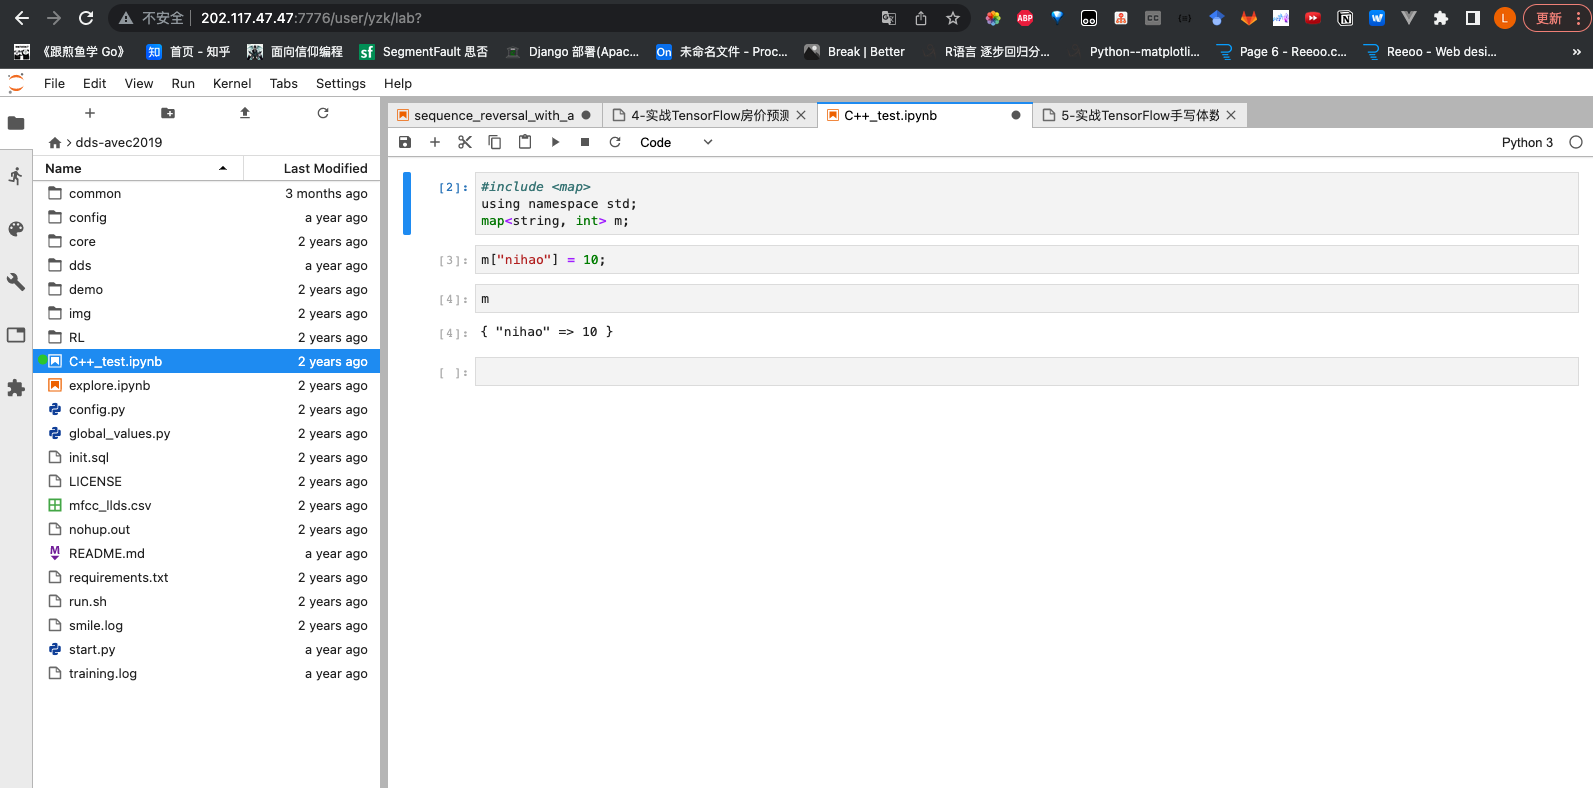 不安全 202.117.47.47:7776/user/yzk/lab?
ABP CC L 更新
《跟煎鱼学 Go》 知 首页 - 知乎 面向信仰编程 sf SegmentFault 思否 Django 部署(Apac... On 未命名文件 - Proc... Break | Better R语言 逐步回归分... Python--matplotli... Page 6 - Reeoo.c... Reeoo - Web desi... »
File Edit View Run Kernel Tabs Settings Help
sequence_reversal_with_a 4-实战TensorFlow房价预测 C++_test.ipynb 5-实战TensorFlow手写体数
Code Python 3
dds-avec2019
Name Last Modified
common 3 months ago
config a year ago
core 2 years ago
dds a year ago
demo 2 years ago
img 2 years ago
RL 2 years ago
C++_test.ipynb 2 years ago
explore.ipynb 2 years ago
config.py 2 years ago
global_values.py 2 years ago
init.sql 2 years ago
LICENSE 2 years ago
mfcc_llds.csv 2 years ago
nohup.out 2 years ago
README.md a year ago
requirements.txt 2 years ago
run.sh 2 years ago
smile.log 2 years ago
start.py a year ago
training.log a year ago
[2]: #include <map>
using namespace std;
map<string, int> m;
[3]: m["nihao"] = 10;
[4]: m
[4]: { "nihao" => 10 }
[ ]: